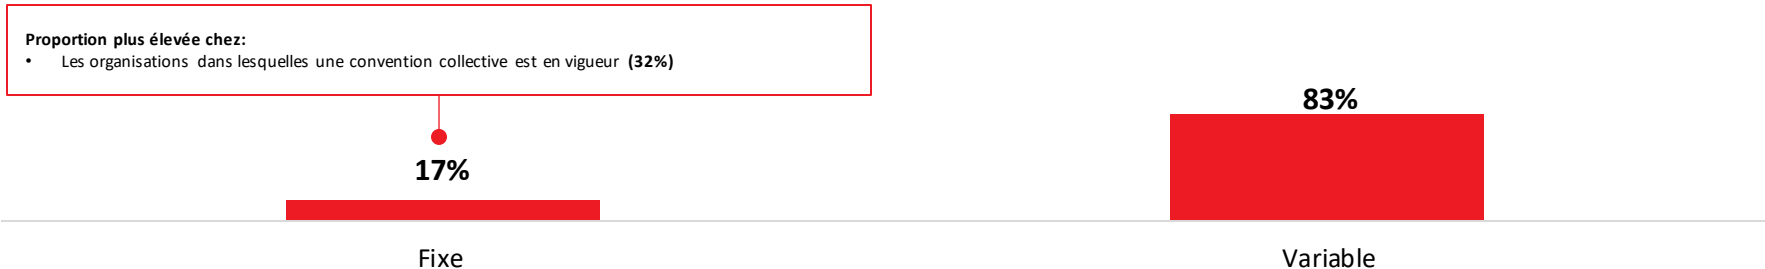 Proportion plus élevée chez:
• Les organisations dans lesquelles une convention collective est en vigueur (32%)
83%
17%
Fixe
Variable